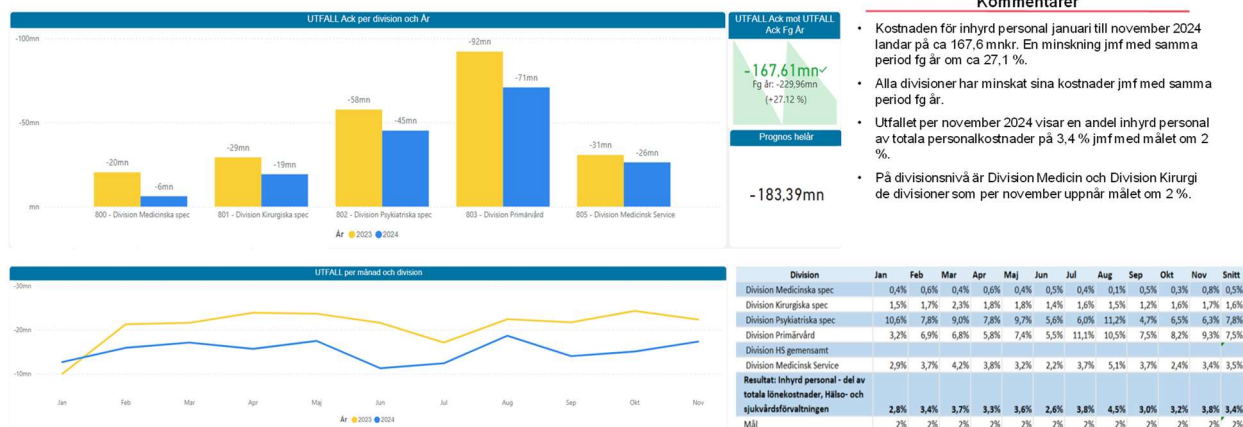 Kommentarer
UTFALL Ack per division och År
-100mn
-50mn
mn
-20mn
-6mn
-29mn
-19mn
-58mn
-45mn
-92mn
-71mn
-31mn
-26mn
800 - Division Medicinska spec
801 - Division Kirurgiska spec
802 - Division Psykiatriska spec
803 - Division Primärvård
805 - Division Medicinsk Service
År 2023 2024
UTFALL Ack mot UTFALL
Ack Fg År
-167,61mn
Fg år: -229,96mn
(+27.12 %)
Prognos helår
-183,39mn
• Kostnaden för inhyrd personal januari till november 2024
landar på ca 167,6 mnkr. En minskning jmf med samma
period fg år om ca 27,1 %.
• Alla divisioner har minskat sina kostnader jmf med samma
period fg år.
• Utfallet per november 2024 visar en andel inhyrd personal
av totala personalkostnader på 3,4 % jmf med målet om 2
%.
• På divisionsnivå är Division Medicin och Division Kirurgi
de divisioner som per november uppnår målet om 2 %.
UTFALL per månad och division
-30mn
-20mn
-10mn
Jan Feb Mar Apr Maj Jun Jul Aug Sep Okt Nov
År 2023 2024
Division Jan Feb Mar Apr Maj Jun Jul Aug Sep Okt Nov Snitt
Division Medicinska spec 0,4% 0,6% 0,4% 0,6% 0,4% 0,5% 0,4% 0,1% 0,5% 0,3% 0,8% 0,5%
Division Kirurgiska spec 1,5% 1,7% 2,3% 1,8% 1,8% 1,4% 1,6% 1,5% 1,2% 1,6% 1,7% 1,6%
Division Psykiatriska spec 10,6% 7,8% 9,0% 7,8% 9,7% 5,6% 6,0% 11,2% 4,7% 6,5% 6,3% 7,8%
Division Primärvård 3,2% 6,9% 6,8% 5,8% 7,4% 5,5% 11,1% 10,5% 7,5% 8,2% 9,3% 7,5%
Division HS gemensamt
Division Medicinsk Service 2,9% 3,7% 4,2% 3,8% 3,2% 2,2% 3,7% 5,1% 3,7% 2,4% 3,4% 3,5%
Resultat: Inhyrd personal - del av
totala lönekostnader, Hälso- och
sjukvårdsförvaltningen 2,8% 3,4% 3,7% 3,3% 3,6% 2,6% 3,8% 4,5% 3,0% 3,2% 3,8% 3,4%
Mål 2% 2% 2% 2% 2% 2% 2% 2% 2% 2% 2% 2%